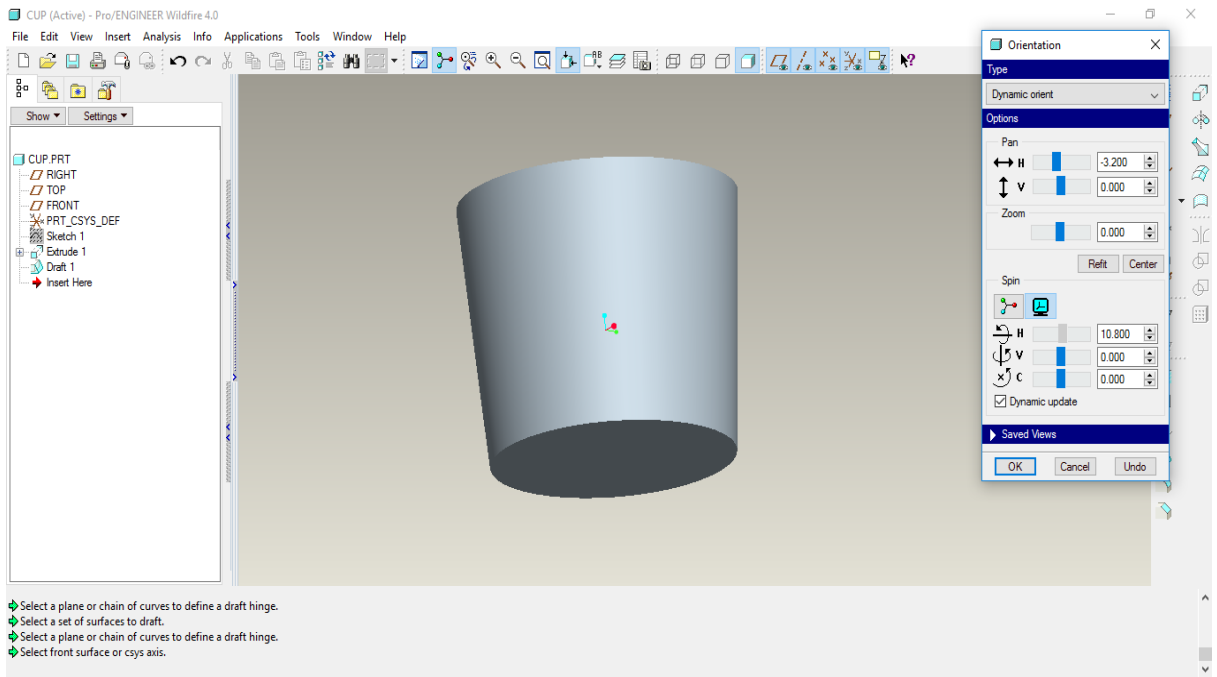 CUP (Active) - Pro/ENGINEER Wildfire 4.0
File Edit View Insert Analysis Info Applications Tools Window Help
Show Settings
CUP.PRT
RIGHT
TOP
FRONT
PRT_CSYS_DEF
Sketch 1
Extrude 1
Draft 1
Insert Here
Orientation
Type
Dynamic orient
Options
Pan
H -3.200
V 0.000
Zoom
0.000
Refit Center
Spin
H 10.800
V 0.000
C 0.000
Dynamic update
Saved Views
OK Cancel Undo
Select a plane or chain of curves to define a draft hinge.
Select a set of surfaces to draft.
Select a plane or chain of curves to define a draft hinge.
Select front surface or csys axis.